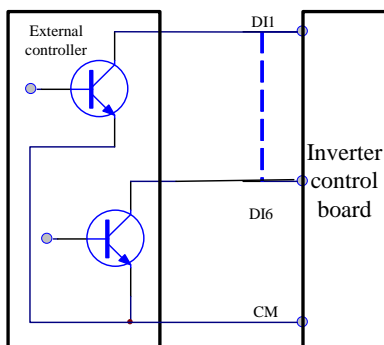 External
controller
DI1
Inverter
control
board
DI6
CM